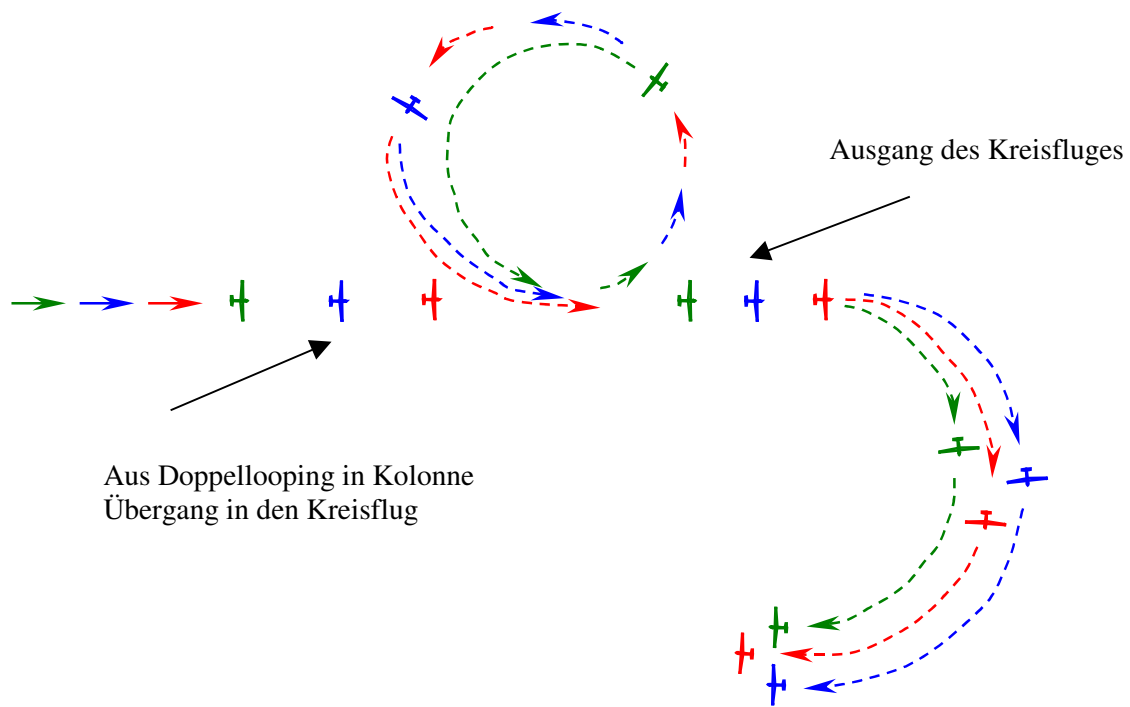 Ausgang des Kreisfluges
Aus Doppellooping in Kolonne
Übergang in den Kreisflug